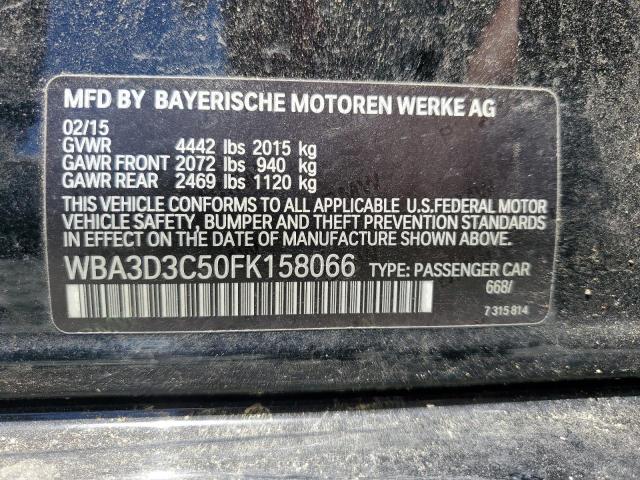 MFD BY BAYERISCHE MOTOREN WERKE AG
02/15
GVWR 4442 lbs 2015 kg
GAWR FRONT 2072 lbs 940 kg
GAWR REAR 2469 lbs 1120 kg
THIS VEHICLE CONFORMS TO ALL APPLICABLE U.S.FEDERAL MOTOR
VEHICLE SAFETY, BUMPER AND THEFT PREVENTION STANDARDS
IN EFFECT ON THE DATE OF MANUFACTURE SHOWN ABOVE.
WBA3D3C50FK158066 TYPE: PASSENGER CAR
668/
7 315 814